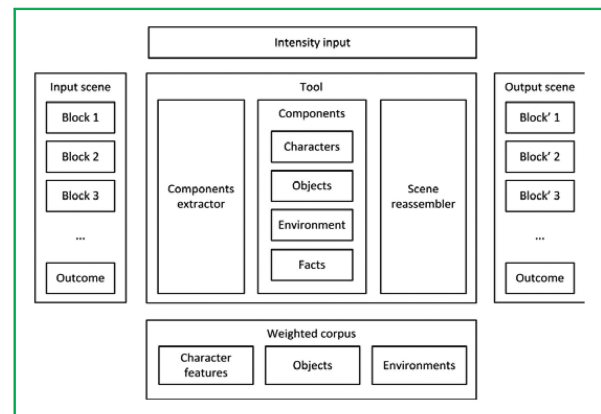 Intensity input
Input scene
Block 1
Block 2
Block 3
...
Outcome
Tool
Components extractor
Components
Characters
Objects
Environment
Facts
Scene reassembler
Output scene
Block' 1
Block' 2
Block' 3
...
Outcome
Weighted corpus
Character features
Objects
Environments